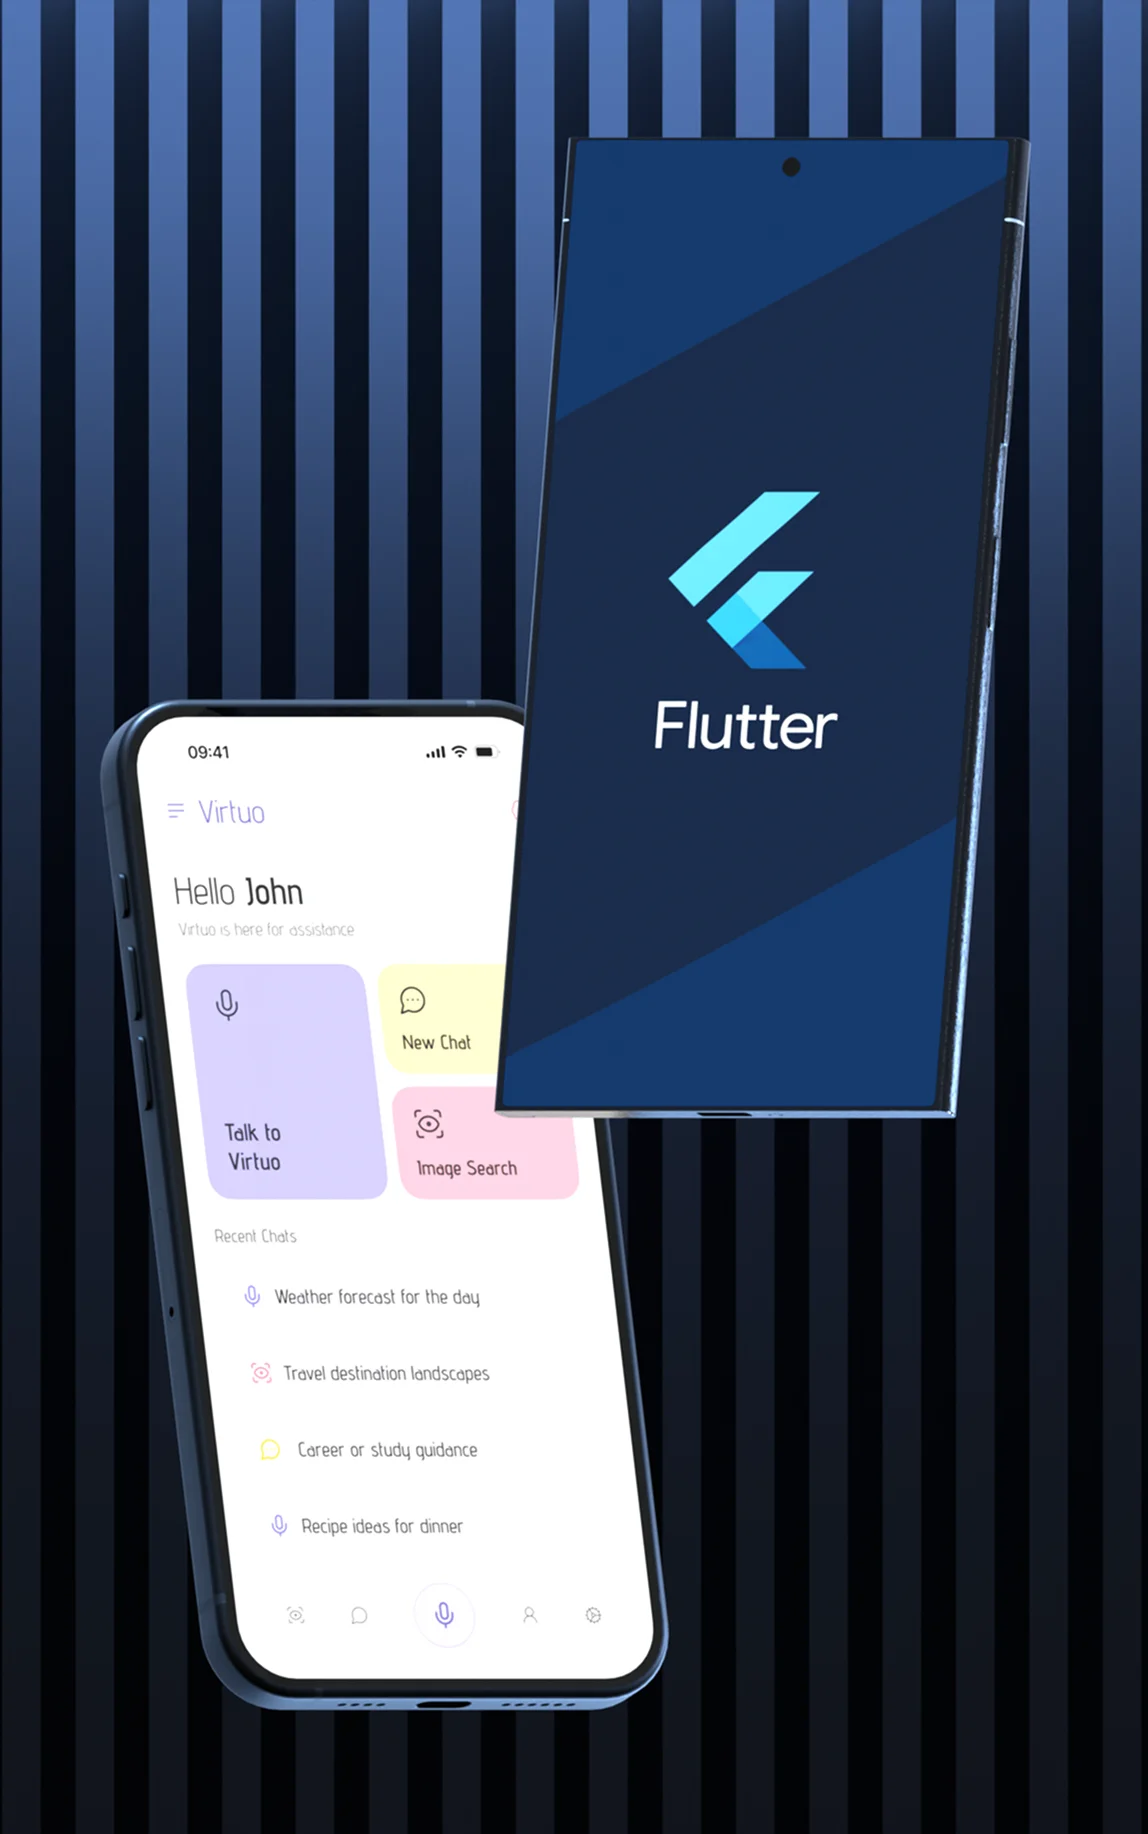 Flutter
09:41
Virtuo
Hello John
Virtuo is here for assistance
New Chat
Talk to
Virtuo
Image Search
Recent Chats
Weather forecast for the day
Travel destination landscapes
Career or study guidance
Recipe ideas for dinner